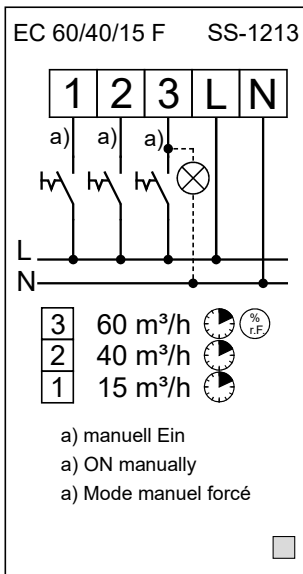 EC 60/40/15 F SS-1213
1 2 3 L N
a) a) a)
L
N
3 60 m³/h % r.F.
2 40 m³/h
1 15 m³/h
a) manuell Ein
a) ON manually
a) Mode manuel forcé